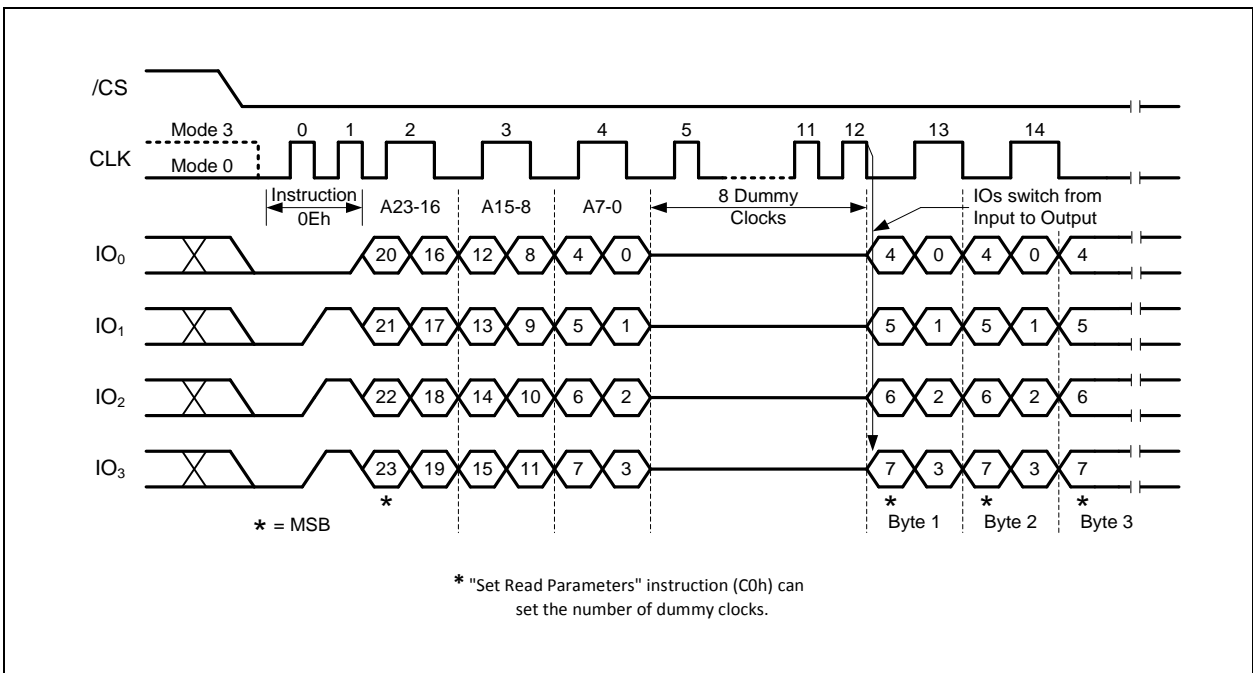 /CS
Mode 3 0 1 2 3 4 5 11 12 13 14
CLK
Mode 0
Instruction
0Eh
A23-16 A15-8 A7-0
8 Dummy
Clocks
IOs switch from
Input to Output
IO₀ 20 16 12 8 4 0 4 0 4 0 4
IO₁ 21 17 13 9 5 1 5 1 5 1 5
IO₂ 22 18 14 10 6 2 6 2 6 2 6
IO₃ 23 19 15 11 7 3 7 3 7 3 7
* * * *
* = MSB
Byte 1 Byte 2 Byte 3
* "Set Read Parameters" instruction (C0h) can
set the number of dummy clocks.